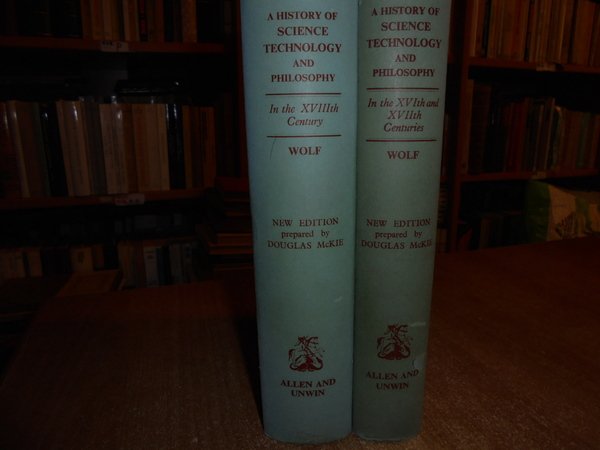 A HISTORY OF
SCIENCE
TECHNOLOGY
AND
PHILOSOPHY
In the XVIIIth
Century
WOLF
NEW EDITION
prepared by
DOUGLAS McKIE
ALLEN AND
UNWIN
A HISTORY OF
SCIENCE
TECHNOLOGY
AND
PHILOSOPHY
In the XVIth and
XVIIth
Centuries
WOLF
NEW EDITION
prepared by
DOUGLAS McKIE
ALLEN AND
UNWIN